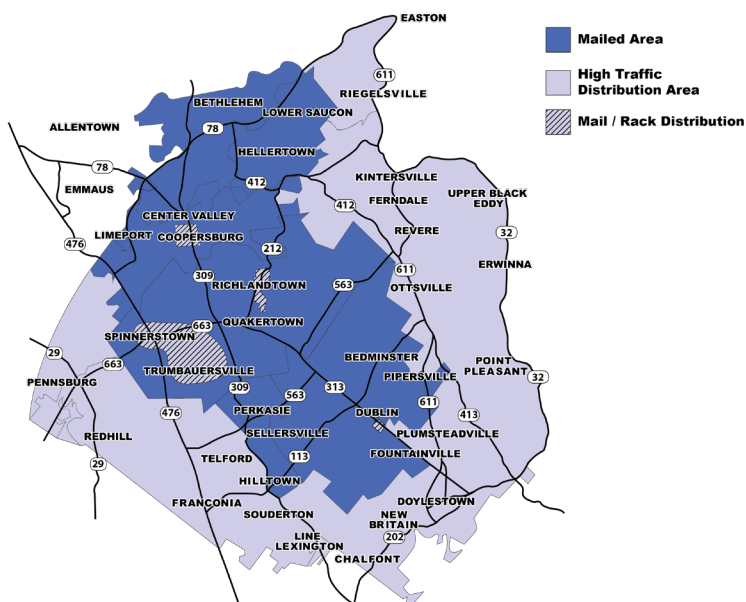 EASTON
Mailed Area
611
High Traffic
Distribution Area
RIEGELSVILLE
BETHLEHEM
LOWER SAUCON
Mail / Rack Distribution
ALLENTOWN
78
HELLERTOWN
78
EMMAUS
412
KINTERSVILLE
UPPER BLACK
EDDY
412
FERNDALE
CENTER VALLEY
LIMEPORT
COOPERSBURG
REVERE
32
476
212
ERWINNA
309
611
RICHLANDTOWN
563
OTTSVILLE
QUAKERTOWN
663
SPINNERSTOWN
29
663
BEDMINSTER
POINT
PLEASANT
TRUMBAUERSVILLE
PENNSBURG
PIPERSVILLE
32
309
563
313
611
476
PERKASIE
DUBLIN
413
REDHILL
SELLERSVILLE
PLUMSTEADVILLE
29
TELFORD
113
FOUNTAINVILLE
HILLTOWN
FRANCONIA
DOYLESTOWN
SOUDERTON
NEW
BRITAIN
LINE
LEXINGTON
202
CHALFONT